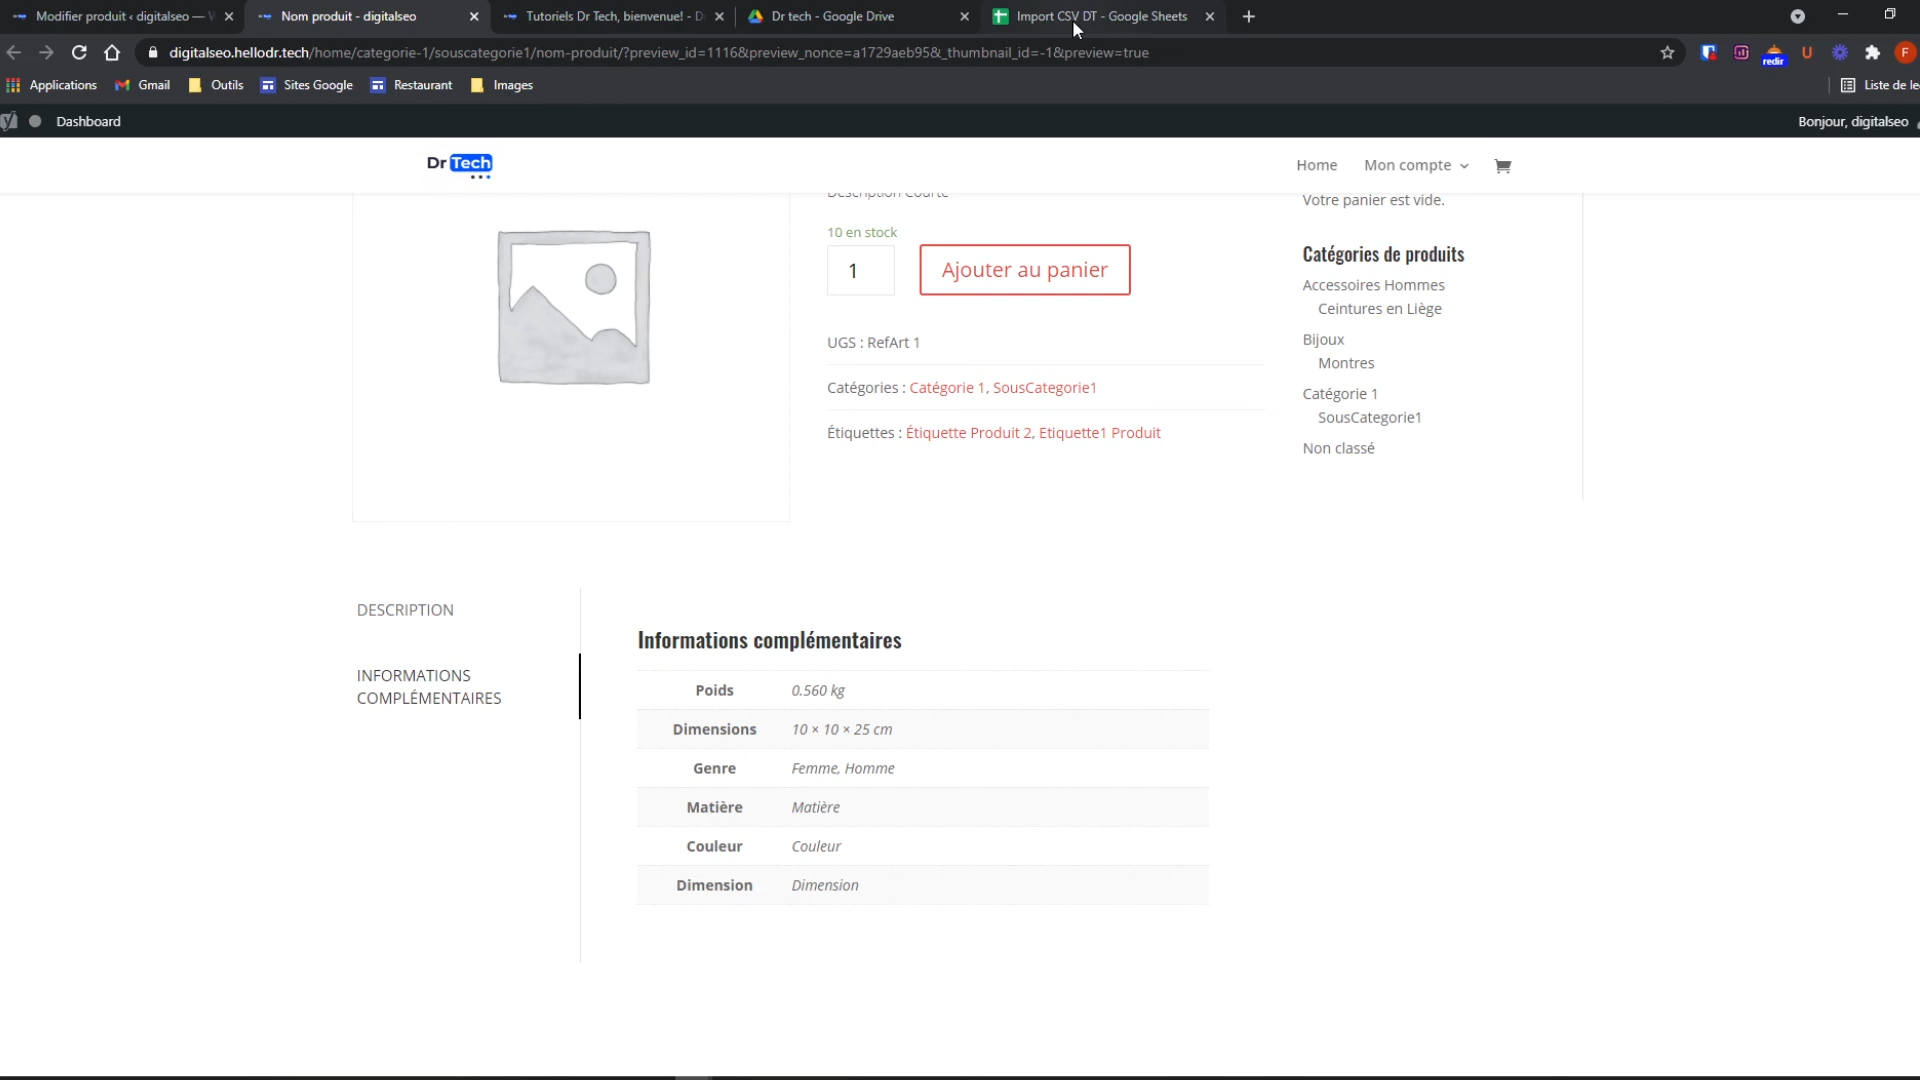 Modifier produit ‹ digitalseo —
Nom produit - digitalseo
Tutoriels Dr Tech, bienvenue! - D
Dr tech - Google Drive
Import CSV DT - Google Sheets
digitalseo.hellodr.tech/home/categorie-1/souscategorie1/nom-produit/?preview_id=1116&preview_nonce=a1729aeb95&_thumbnail_id=-1&preview=true
redir
U
F
Applications
Gmail
Outils
Sites Google
Restaurant
Images
Liste de le
Dashboard
Bonjour, digitalseo
Dr Tech
Home
Mon compte
Description Courte
Votre panier est vide.
10 en stock
1
Ajouter au panier
Catégories de produits
Accessoires Hommes
Ceintures en Liège
Bijoux
Montres
Catégorie 1
SousCategorie1
Non classé
UGS : RefArt 1
Catégories : Catégorie 1, SousCategorie1
Étiquettes : Étiquette Produit 2, Etiquette1 Produit
DESCRIPTION
INFORMATIONS
COMPLÉMENTAIRES
Informations complémentaires
Poids 0.560 kg
Dimensions 10 × 10 × 25 cm
Genre Femme, Homme
Matière Matière
Couleur Couleur
Dimension Dimension